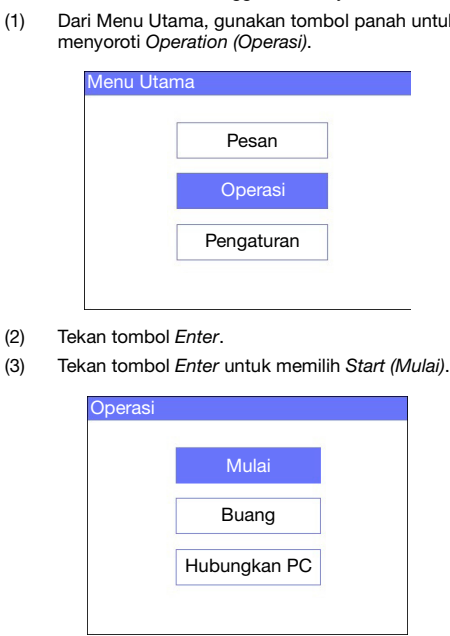 (1) Dari Menu Utama, gunakan tombol panah untuk
menyoroti Operation (Operasi).
Menu Utama
Pesan
Operasi
Pengaturan
(2) Tekan tombol Enter.
(3) Tekan tombol Enter untuk memilih Start (Mulai).
Operasi
Mulai
Buang
Hubungkan PC